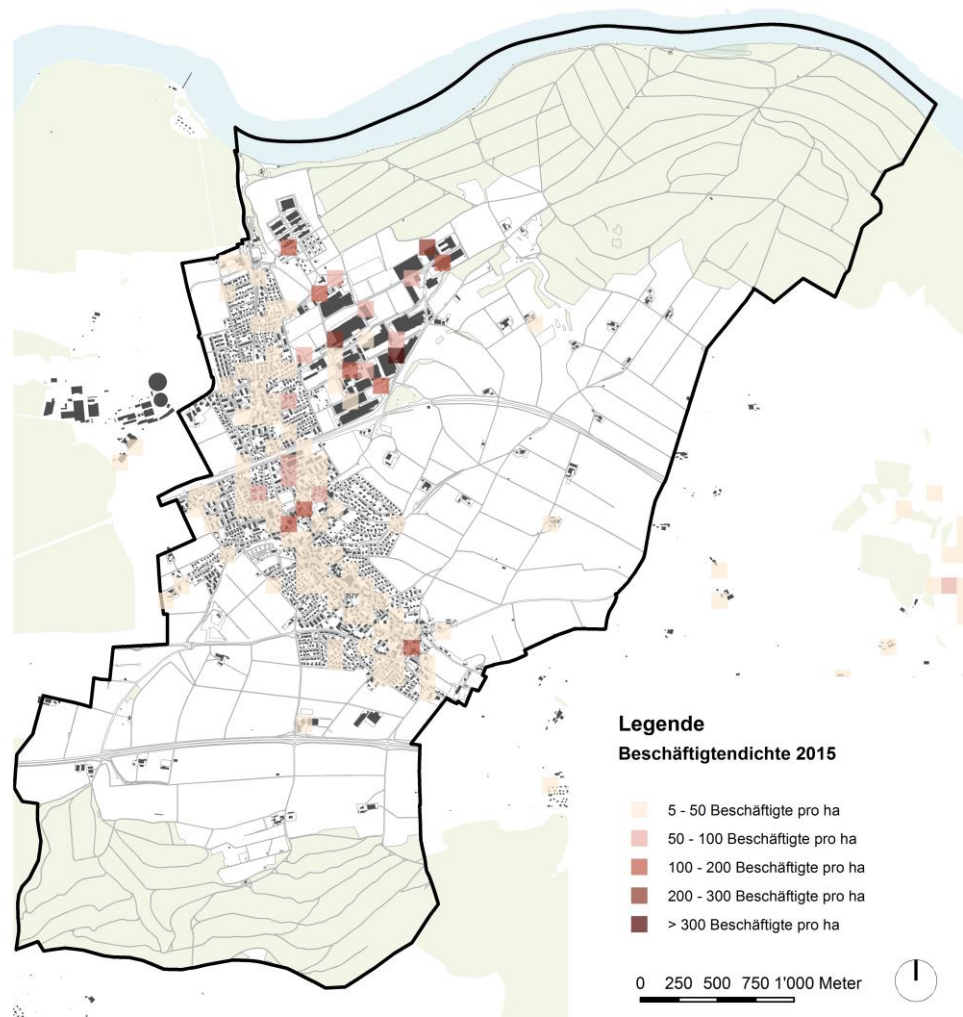 Legende
Beschäftigtendichte 2015
5 - 50 Beschäftigte pro ha
50 - 100 Beschäftigte pro ha
100 - 200 Beschäftigte pro ha
200 - 300 Beschäftigte pro ha
> 300 Beschäftigte pro ha
0 250 500 750 1'000 Meter